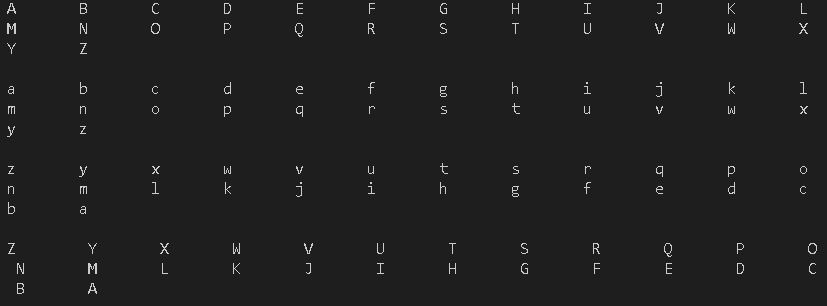 A B C D E F G H I J K L
M N O P Q R S T U V W X
Y Z
a b c d e f g h i j k l
m n o p q r s t u v w x
y z
z y x w v u t s r q p o
n m l k j i h g f e d c
b a
Z Y X W V U T S R Q P O
N M L K J I H G F E D C
B A